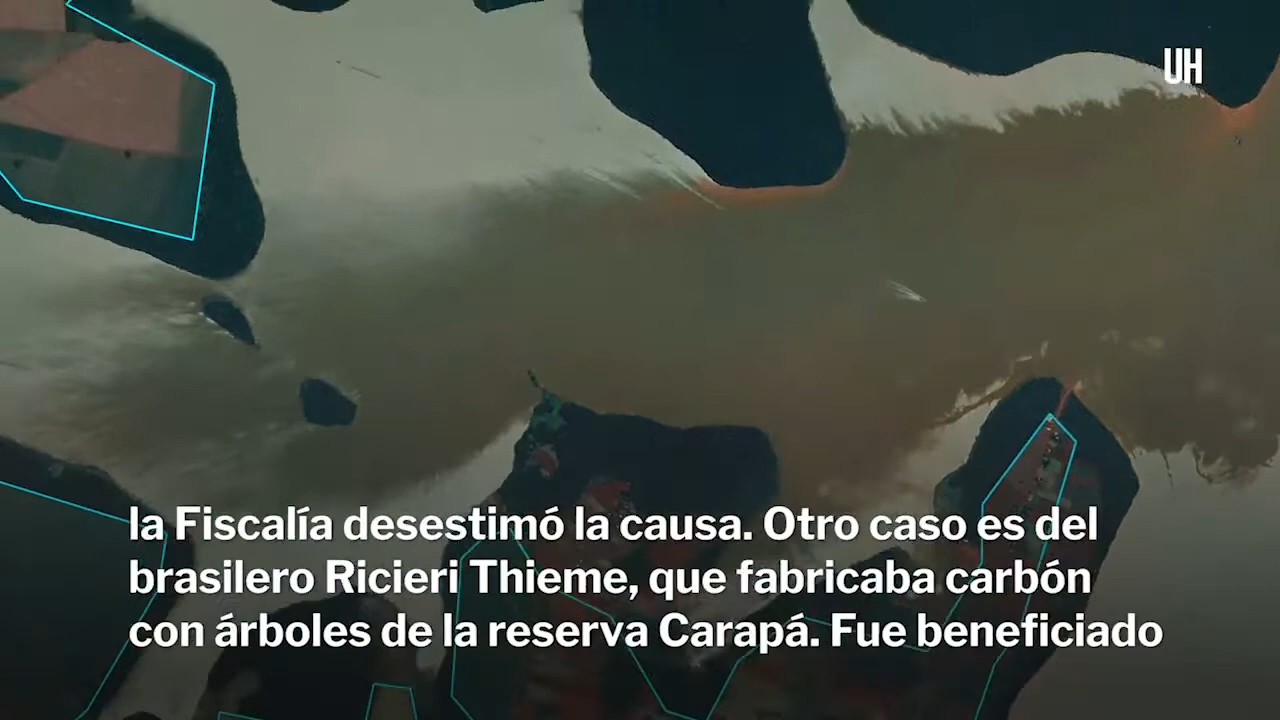 UH
la Fiscalía desestimó la causa. Otro caso es del
brasilero Ricieri Thieme, que fabricaba carbón
con árboles de la reserva Carapá. Fue beneficiado